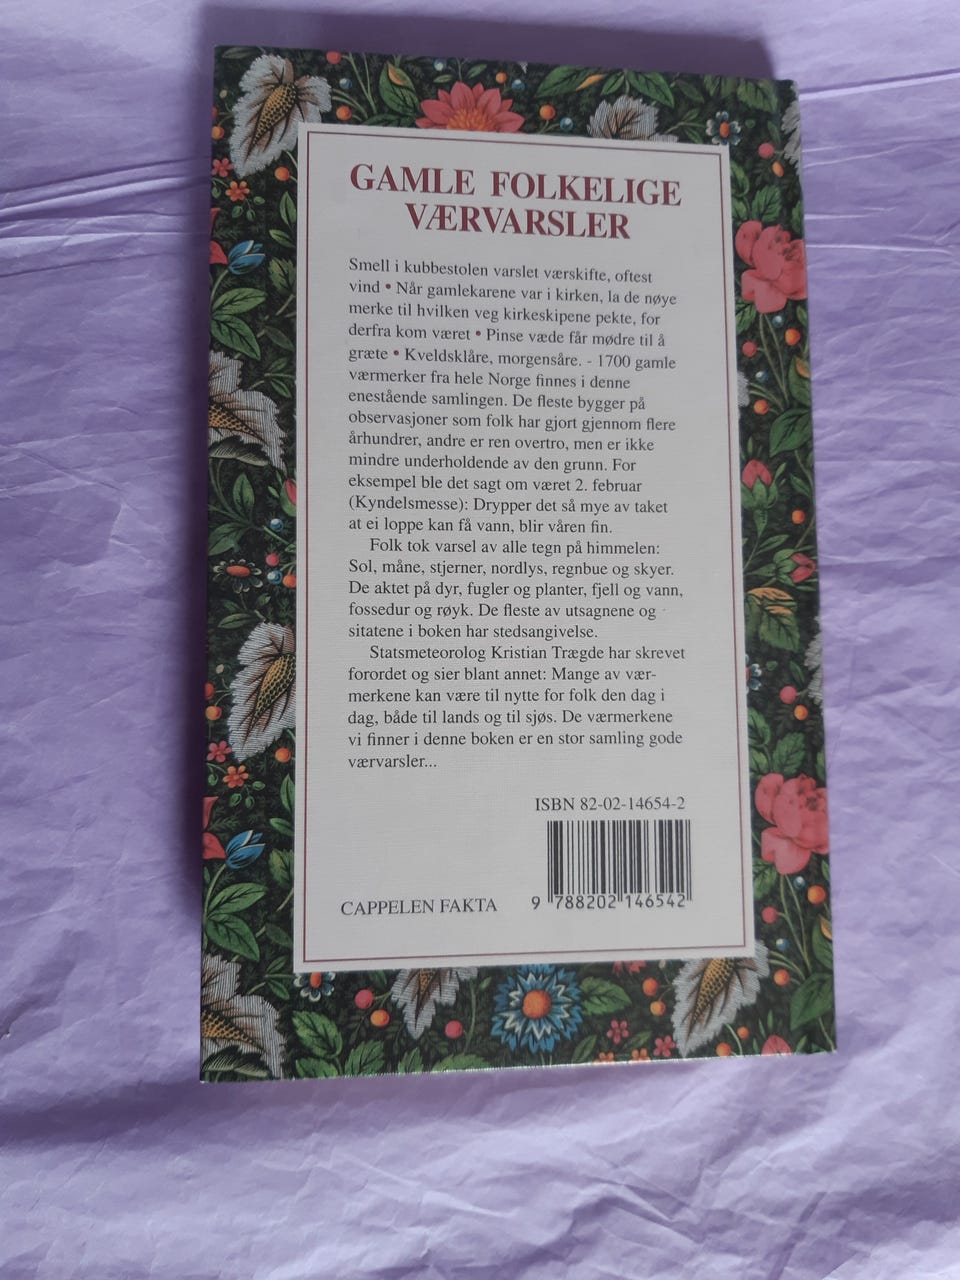 GAMLE FOLKELIGE
VÆRVARSLER
Smell i kubbestolen varslet værskifte, oftest
vind • Når gamlekarene var i kirken, la de nøye
merke til hvilken veg kirkeskipene pekte, for
derfra kom været • Pinse væde får mødre til å
græte • Kveldsklåre, morgensåre. - 1700 gamle
værmerker fra hele Norge finnes i denne
enestående samlingen. De fleste bygger på
observasjoner som folk har gjort gjennom flere
århundrer, andre er ren overtro, men er ikke
mindre underholdende av den grunn. For
eksempel ble det sagt om været 2. februar
(Kyndelsmesse): Drypper det så mye av taket
at ei loppe kan få vann, blir våren fin.
Folk tok varsel av alle tegn på himmelen:
Sol, måne, stjerner, nordlys, regnbue og skyer.
De aktet på dyr, fugler og planter, fjell og vann,
fossedur og røyk. De fleste av utsagnene og
sitatene i boken har stedsangivelse.
Statsmeteorolog Kristian Trægde har skrevet
forordet og sier blant annet: Mange av vær-
merkene kan være til nytte for folk den dag i
dag, både til lands og til sjøs. De værmerkene
vi finner i denne boken er en stor samling gode
værvarsler...
ISBN 82-02-14654-2
9 788202 146542
CAPPELEN FAKTA